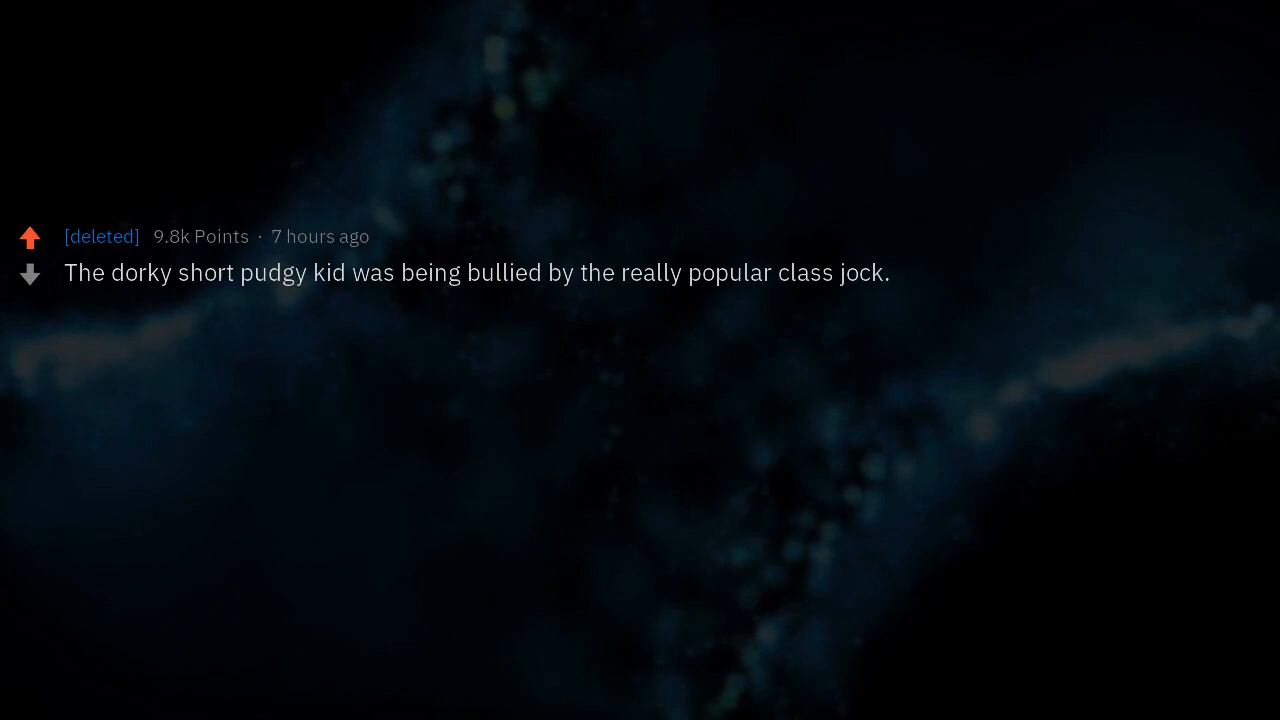 [deleted] 9.8k Points · 7 hours ago
The dorky short pudgy kid was being bullied by the really popular class jock.